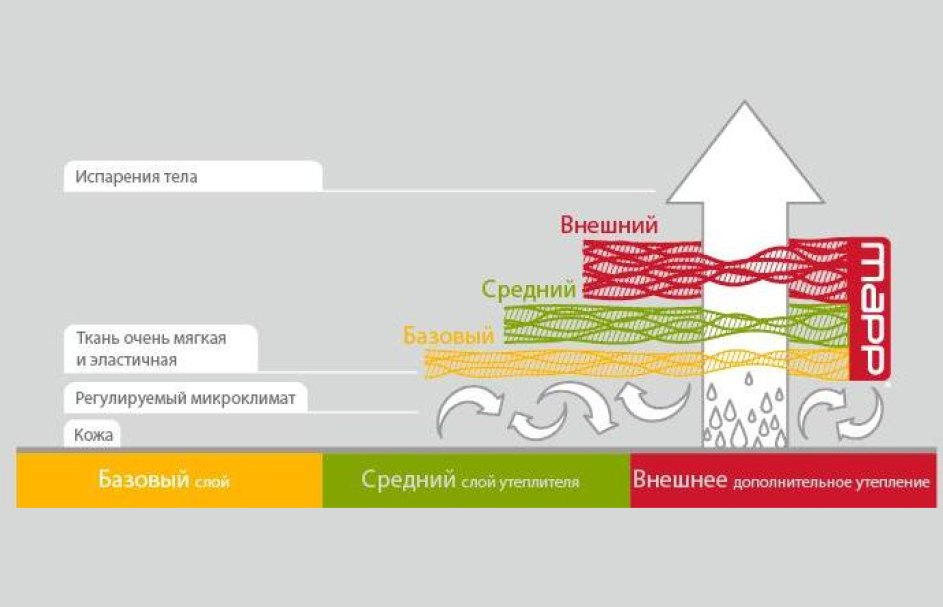 Испарения тела
Внешний
Средний
Базовый
mapp
Ткань очень мягкая
и эластичная
Регулируемый микроклимат
Кожа
Базовый слой
Средний слой утеплителя
Внешнее дополнительное утепление